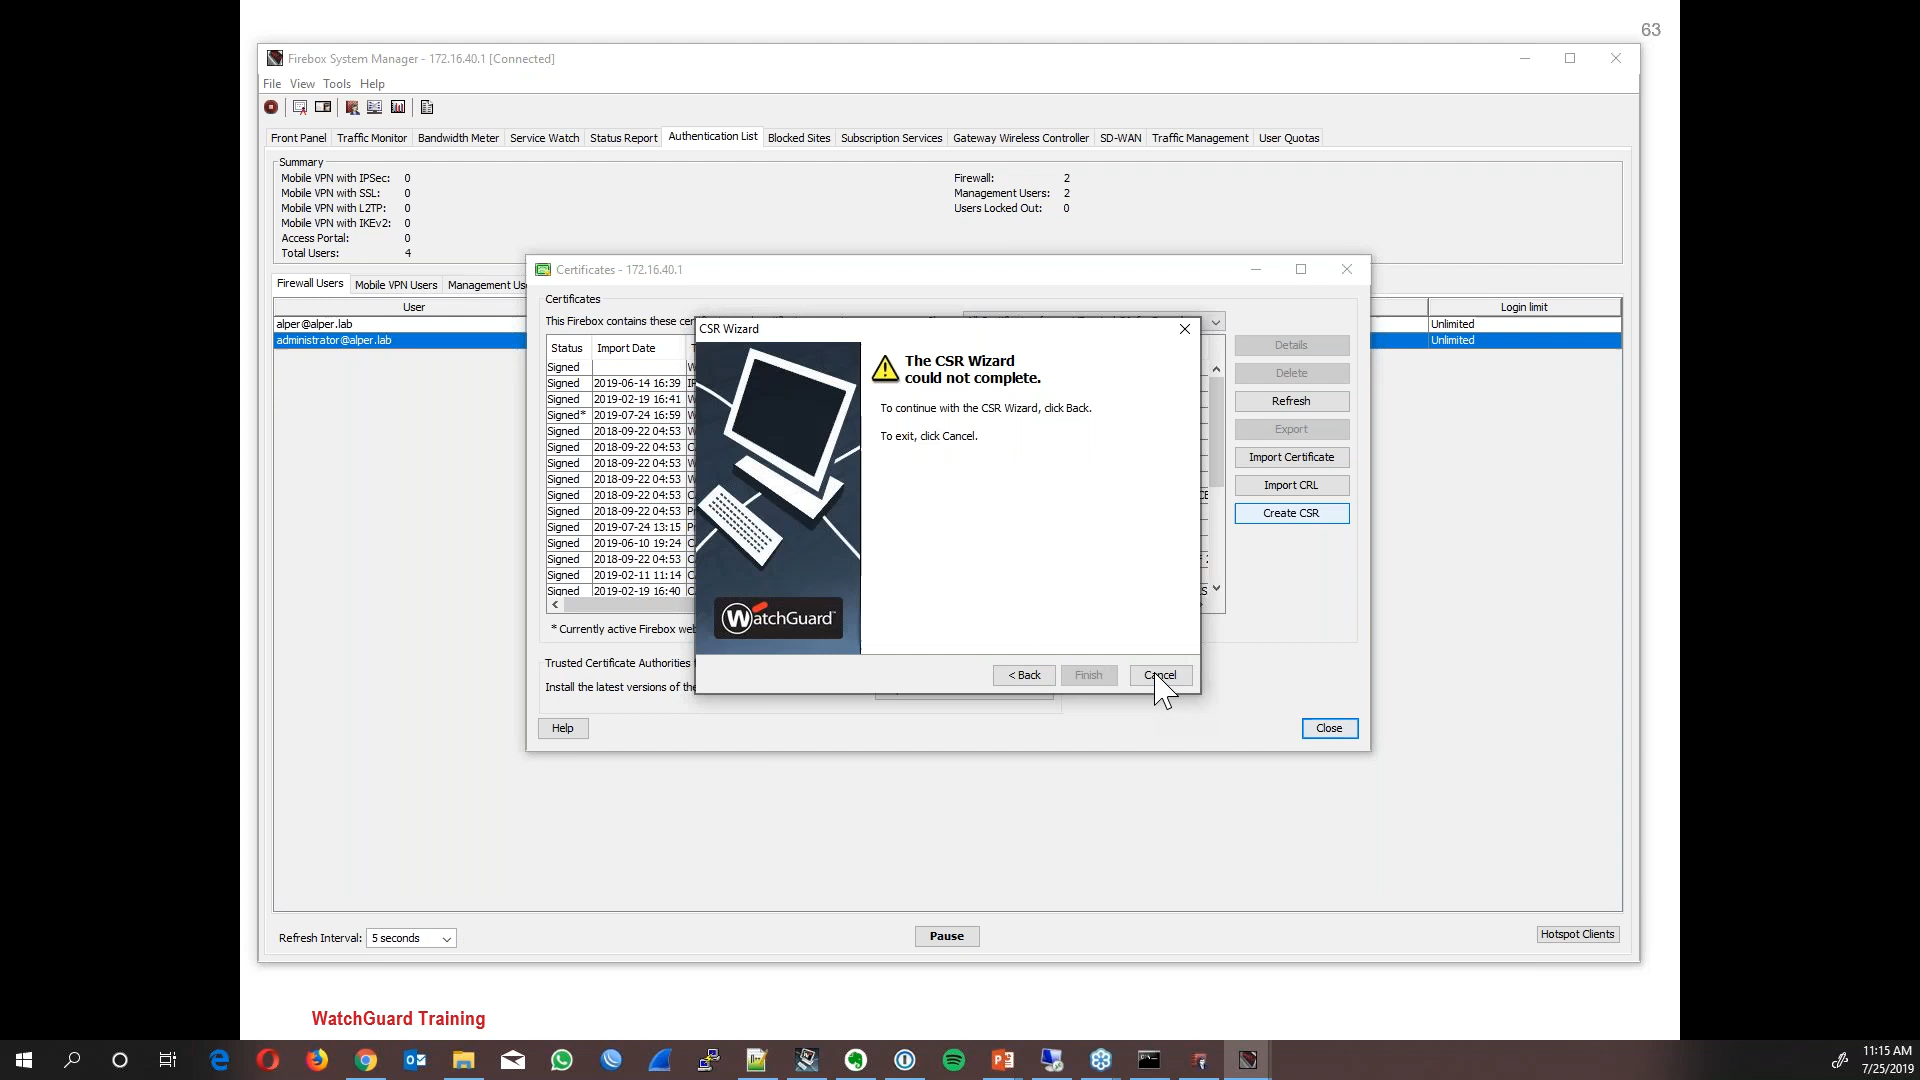 63
Firebox System Manager - 172.16.40.1 [Connected]
File View Tools Help
Front Panel Traffic Monitor Bandwidth Meter Service Watch Status Report Authentication List Blocked Sites Subscription Services Gateway Wireless Controller SD-WAN Traffic Management User Quotas
Summary
Mobile VPN with IPSec: 0 Firewall: 2
Mobile VPN with SSL: 0 Management Users: 2
Mobile VPN with L2TP: 0 Users Locked Out: 0
Mobile VPN with IKEv2: 0
Access Portal: 0
Total Users: 4
Firewall Users Mobile VPN Users Management Us
User Login limit
alper@alper.lab Unlimited
administrator@alper.lab Unlimited
Certificates - 172.16.40.1
Certificates
This Firebox contains these cer
Status Import Date
Signed
Signed 2019-06-14 16:39
Signed 2019-02-19 16:41
Signed* 2019-07-24 16:59
Signed 2018-09-22 04:53
Signed 2018-09-22 04:53
Signed 2018-09-22 04:53
Signed 2018-09-22 04:53
Signed 2018-09-22 04:53
Signed 2018-09-22 04:53
Signed 2019-07-24 13:15
Signed 2019-06-10 19:24
Signed 2018-09-22 04:53
Signed 2019-02-11 11:14
Signed 2019-02-19 16:40
* Currently active Firebox web
Trusted Certificate Authorities
Install the latest versions of the
Details
Delete
Refresh
Export
Import Certificate
Import CRL
Create CSR
Help Close
CSR Wizard
The CSR Wizard
could not complete.
To continue with the CSR Wizard, click Back.
To exit, click Cancel.
WatchGuard
< Back Finish Cancel
Refresh Interval: 5 seconds Pause Hotspot Clients
WatchGuard Training
11:15 AM
7/25/2019